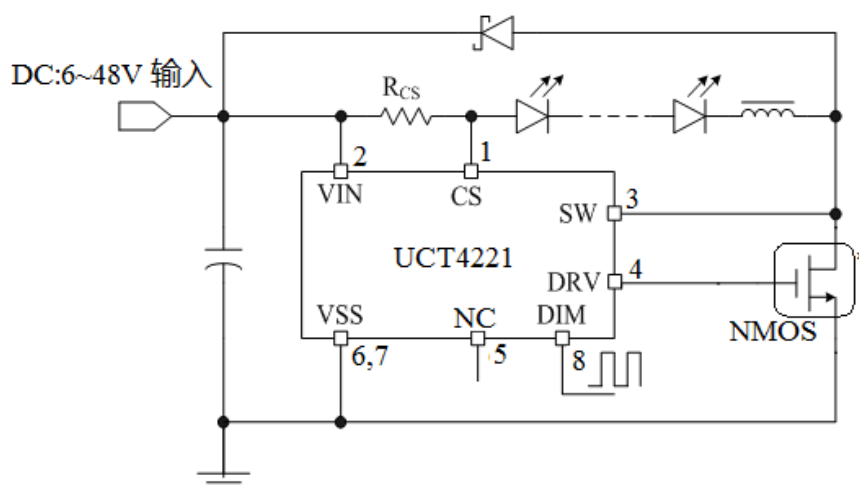 DC:6~48V 输入
RCS
2
1
VIN
CS
SW
3
UCT4221
DRV
4
VSS
NC
DIM
NMOS
6,7
5
8